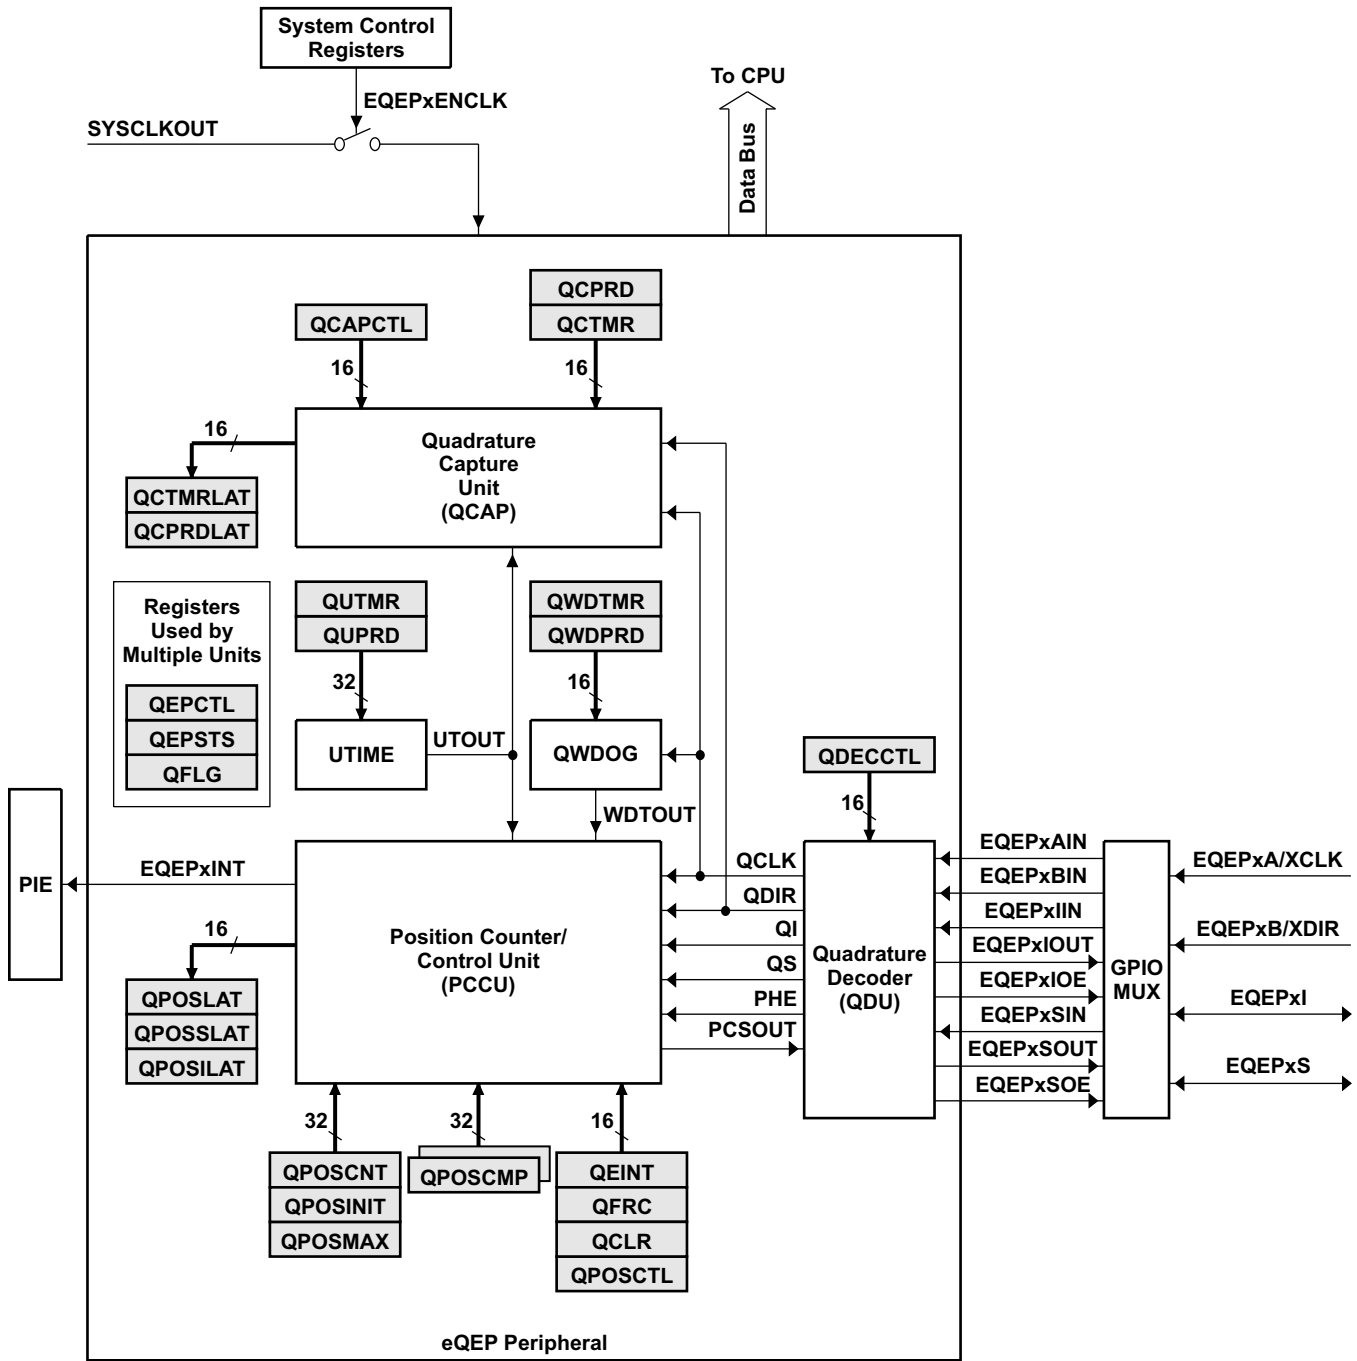 System Control
Registers
To CPU
EQEPxENCLK
SYSCLKOUT
Data Bus
QCPRD
QCAPCTL
QCTMR
16
16
16
Quadrature
Capture
Unit
(QCAP)
QCTMRLAT
QCPRDLAT
Registers
Used by
Multiple Units
QUTMR
QUPRD
QWDTMR
QWDPRD
32
16
QEPCTL
QEPSTS
QFLG
UTIME
UTOUT
QWDOG
QDECCTL
WDTOUT
16
PIE
EQEPxINT
16
Position Counter/
Control Unit
(PCCU)
QCLK
QDIR
QI
QS
PHE
PCSOUT
Quadrature
Decoder
(QDU)
EQEPxAIN
EQEPxBIN
EQEPxIIN
EQEPxIOUT
EQEPxIOE
EQEPxSIN
EQEPxSOUT
EQEPxSOE
GPIO
MUX
EQEPxA/XCLK
EQEPxB/XDIR
EQEPxI
EQEPxS
QPOSLAT
QPOSSLAT
QPOSILAT
32
32
16
QPOSCNT
QPOSINIT
QPOSMAX
QPOSCMP
QEINT
QFRC
QCLR
QPOSCTL
eQEP Peripheral